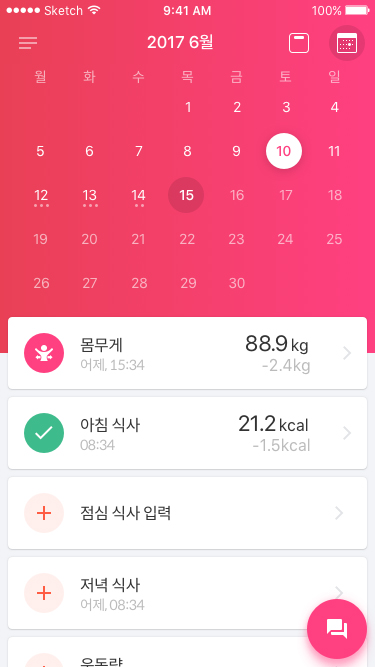 Sketch 9:41 AM 100%
2017 6월
월 화 수 목 금 토 일
1 2 3 4
5 6 7 8 9 10 11
12 13 14 15 16 17 18
19 20 21 22 23 24 25
26 27 28 29 30
몸무게 88.9 kg
어제, 15:34 -2.4kg
아침 식사 21.2 kcal
08:34 -1.5kcal
점심 식사 입력
저녁 식사
어제, 08:34
운동량